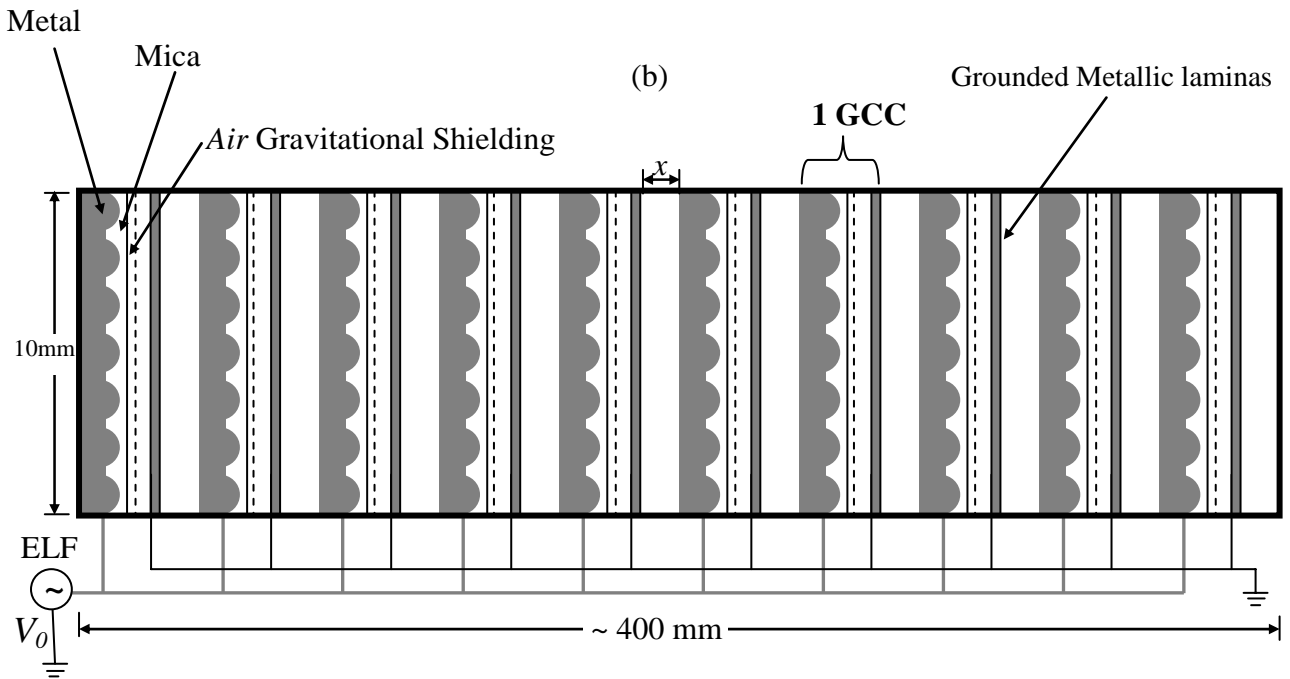 Metal
Mica
(b)
Grounded Metallic laminas
1 GCC
Air Gravitational Shielding
x
10mm
ELF
~
V0
~ 400 mm